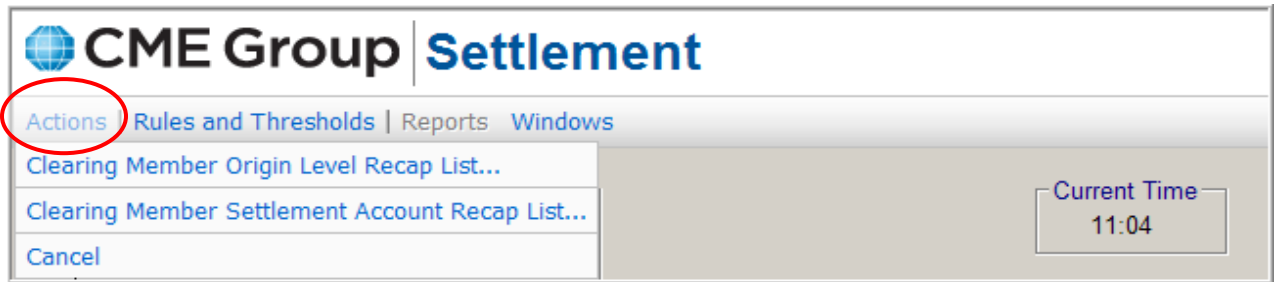 CME Group Settlement
Actions | Rules and Thresholds | Reports Windows
Clearing Member Origin Level Recap List...
Clearing Member Settlement Account Recap List...
Cancel
Current Time
11:04